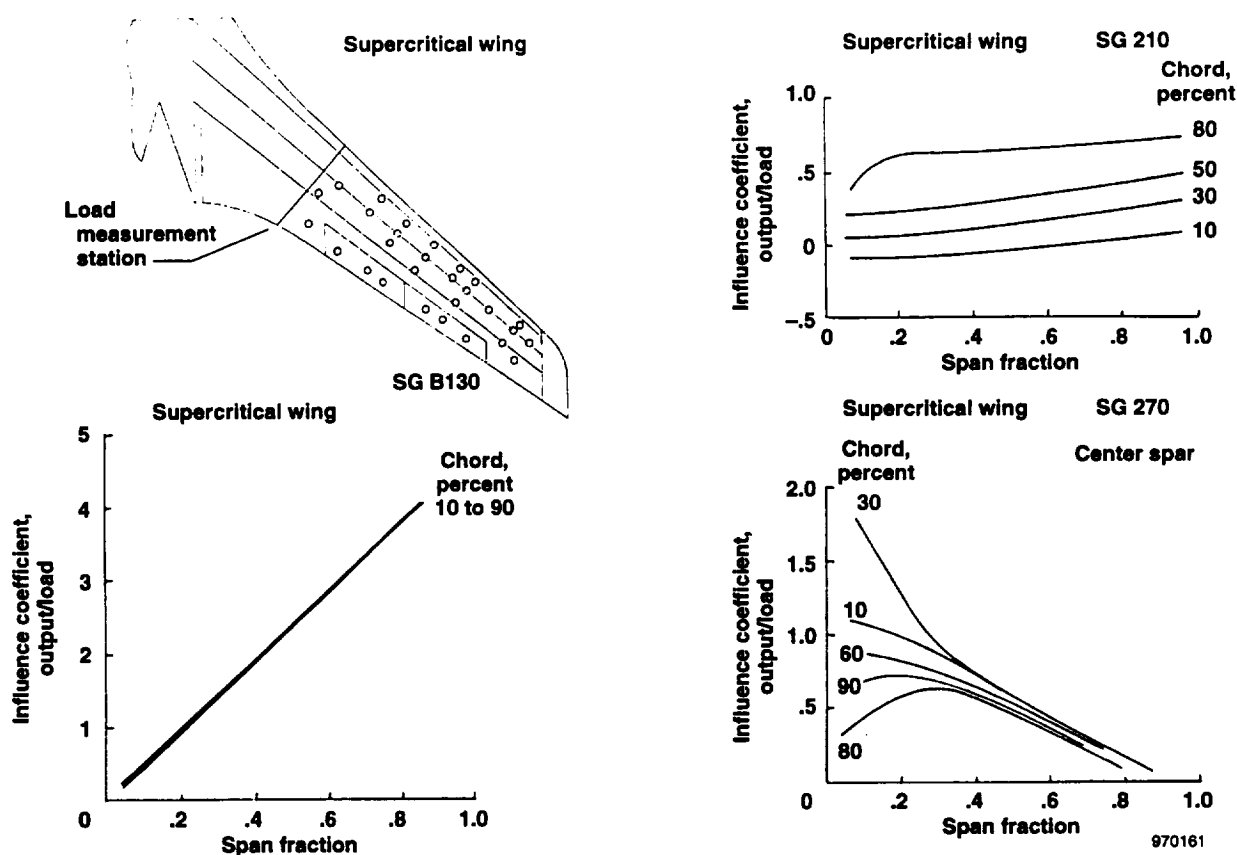 Supercritical wing
Load
measurement
station
SG B130
Supercritical wing
Chord,
percent
10 to 90
Influence coefficient,
output/load
5
4
3
2
1
0
.2
.4
.6
.8
1.0
Span fraction
Supercritical wing SG 210
Chord,
percent
80
50
30
10
Influence coefficient,
output/load
1.0
.5
0
–.5
0
.2
.4
.6
.8
1.0
Span fraction
Supercritical wing SG 270
Chord,
percent
Center spar
30
10
60
90
80
Influence coefficient,
output/load
2.0
1.5
1.0
.5
0
.2
.4
.6
.8
1.0
Span fraction
970161